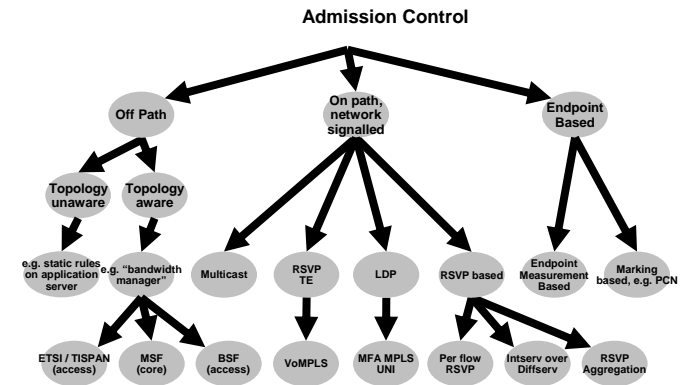 Admission Control
Off Path
On path,
network
signalled
Endpoint
Based
Topology
unaware
Topology
aware
e.g. static rules
on application
server
e.g. “bandwidth
manager”
Multicast
RSVP
TE
LDP
RSVP based
Endpoint
Measurement
Based
Marking
based, e.g. PCN
ETSI / TISPAN
(access)
MSF
(core)
BSF
(access)
VoMPLS
MFA MPLS
UNI
Per flow
RSVP
Intserv over
Diffserv
RSVP
Aggregation